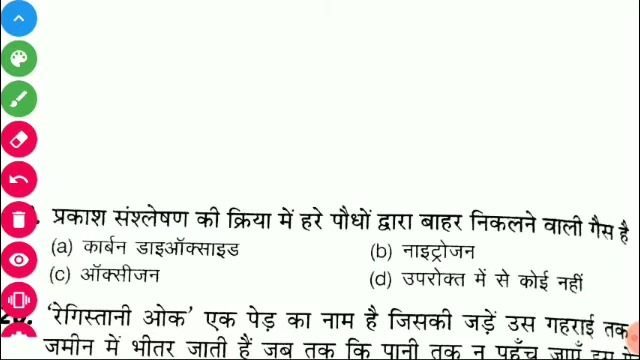 . प्रकाश संश्लेषण की क्रिया में हरे पौधों द्वारा बाहर निकलने वाली गैस है
(a) कार्बन डाइऑक्साइड (b) नाइट्रोजन
(c) ऑक्सीजन (d) उपरोक्त में से कोई नहीं
'रेगिस्तानी ओक' एक पेड़ का नाम है जिसकी जड़ें उस गहराई तक
जमीन में भीतर जाती हैं जब तक कि पानी तक न पहुँच जाएँ